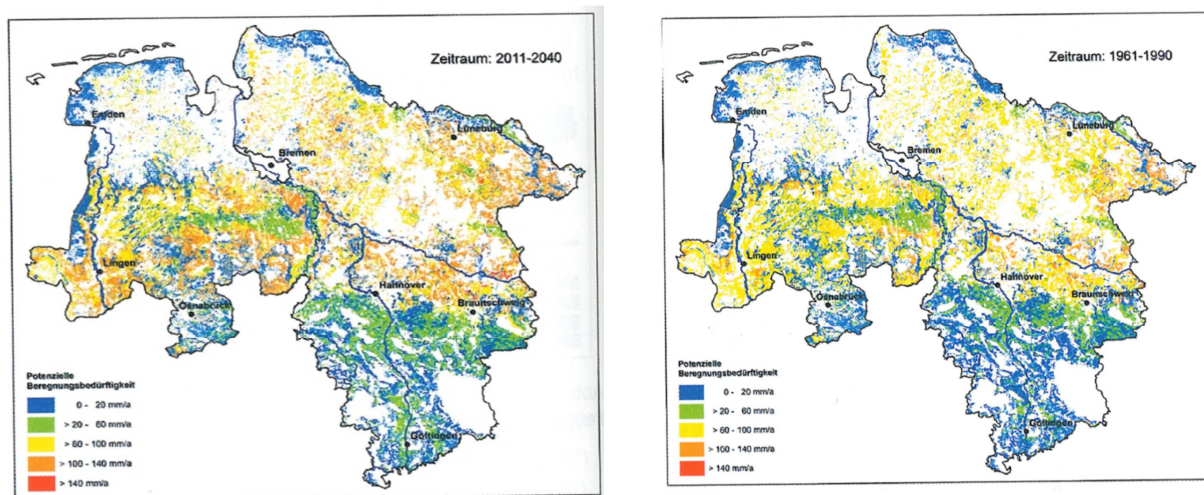 Zeitraum: 2011-2040
Emden
Lüneburg
Bremen
Lingen
Hannover
Osnabrück
Braunschweig
Göttingen
Potenzielle
Beregnungsbedürftigkeit
0 - 20 mm/a
> 20 - 60 mm/a
> 60 - 100 mm/a
> 100 - 140 mm/a
> 140 mm/a
Zeitraum: 1961-1990
Emden
Lüneburg
Bremen
Lingen
Hannover
Osnabrück
Braunschweig
Göttingen
Potenzielle
Beregnungsbedürftigkeit
0 - 20 mm/a
> 20 - 60 mm/a
> 60 - 100 mm/a
> 100 - 140 mm/a
> 140 mm/a